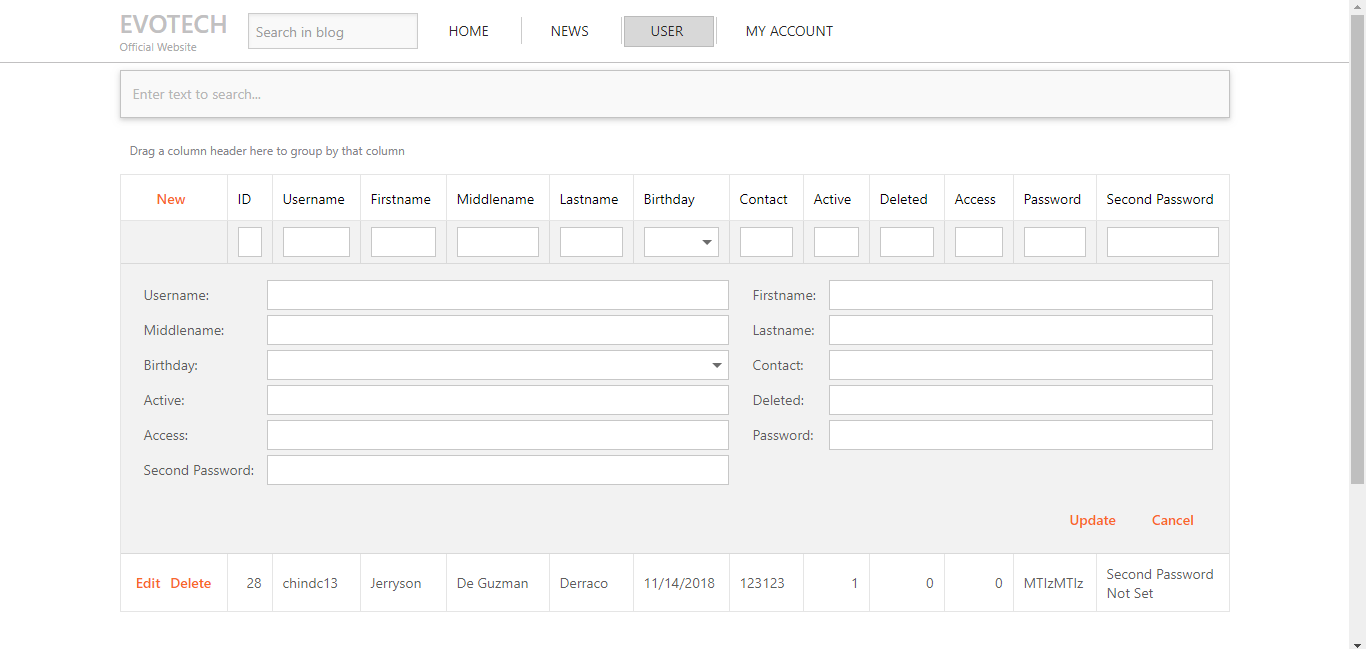 EVOTECH
Official Website
Search in blog
HOME
NEWS
USER
MY ACCOUNT
Enter text to search...
Drag a column header here to group by that column
New ID Username Firstname Middlename Lastname Birthday Contact Active Deleted Access Password Second Password
Username: Firstname:
Middlename: Lastname:
Birthday: Contact:
Active: Deleted:
Access: Password:
Second Password:
Update Cancel
Edit Delete 28 chindc13 Jerryson De Guzman Derraco 11/14/2018 123123 1 0 0 MTIzMTIz Second Password
Not Set